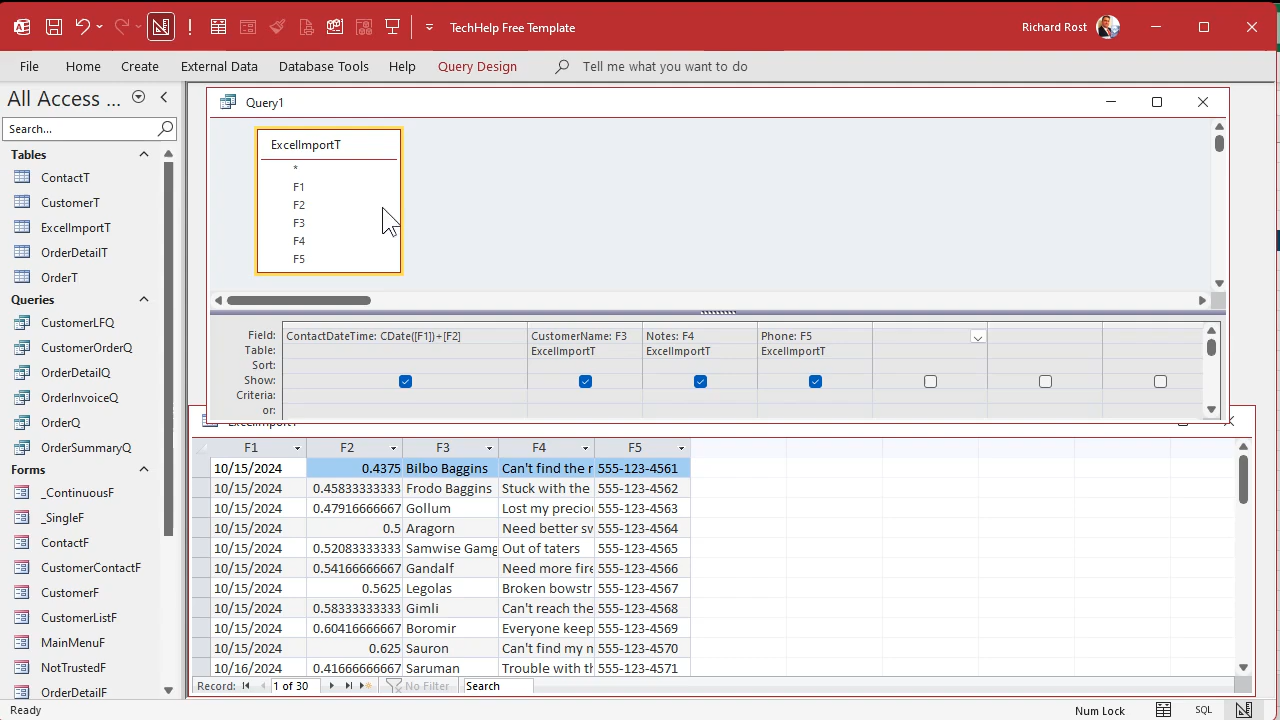 TechHelp Free Template
Richard Rost
File Home Create External Data Database Tools Help Query Design Tell me what you want to do
All Access ...
Search...
Tables
ContactT
CustomerT
ExcelImportT
OrderDetailT
OrderT
Queries
CustomerLFQ
CustomerOrderQ
OrderDetailQ
OrderInvoiceQ
OrderQ
OrderSummaryQ
Forms
_ContinuousF
_SingleF
ContactF
CustomerContactF
CustomerF
CustomerListF
MainMenuF
NotTrustedF
OrderDetailF
Query1
ExcelImportT
*
F1
F2
F3
F4
F5
Field: ContactDateTime: CDate([F1])+[F2] CustomerName: F3 Notes: F4 Phone: F5
Table: ExcelImportT ExcelImportT ExcelImportT
Sort:
Show:
Criteria:
or:
ExcelImportT
F1 F2 F3 F4 F5
10/15/2024 0.4375 Bilbo Baggins Can't find the r 555-123-4561
10/15/2024 0.45833333333 Frodo Baggins Stuck with the 555-123-4562
10/15/2024 0.47916666667 Gollum Lost my preciou 555-123-4563
10/15/2024 0.5 Aragorn Need better sw 555-123-4564
10/15/2024 0.52083333333 Samwise Gamg Out of taters 555-123-4565
10/15/2024 0.54166666667 Gandalf Need more fire 555-123-4566
10/15/2024 0.5625 Legolas Broken bowstr 555-123-4567
10/15/2024 0.58333333333 Gimli Can't reach the 555-123-4568
10/15/2024 0.60416666667 Boromir Everyone keep 555-123-4569
10/15/2024 0.625 Sauron Can't find my m 555-123-4570
10/16/2024 0.41666666667 Saruman Trouble with th 555-123-4571
Record: 1 of 30 No Filter Search
Ready Num Lock SQL